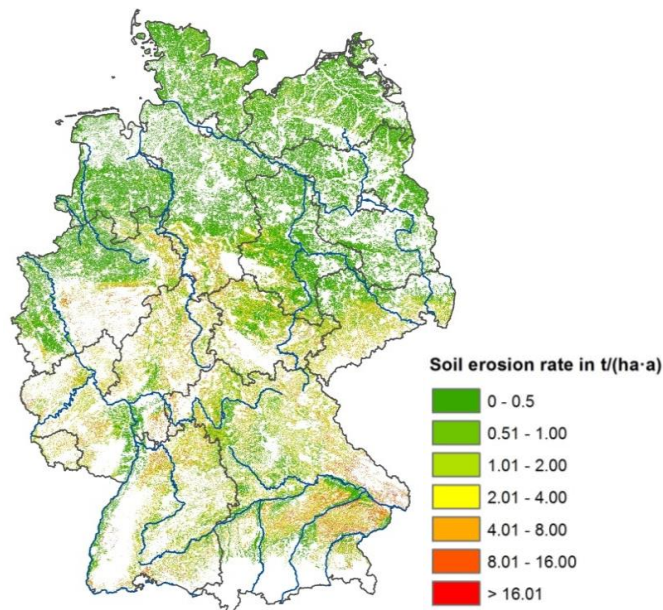 Soil erosion rate in t/(ha·a)
0 - 0.5
0.51 - 1.00
1.01 - 2.00
2.01 - 4.00
4.01 - 8.00
8.01 - 16.00
> 16.01